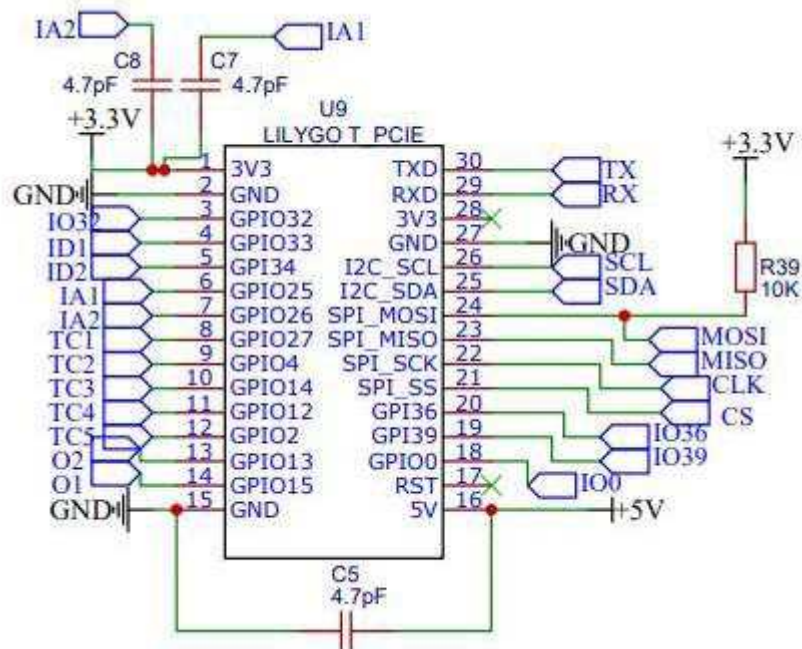 IA2
IA1
C8
C7
4.7pF
4.7pF
+3.3V
U9
LILYGO T_PCIE
+3.3V
1 3V3 TXD 30 TX
GND 2 GND RXD 29 RX
IO32 3 GPIO32 3V3 28
ID1 4 GPIO33 GND 27 GND
ID2 5 GPI34 I2C_SCL 26 SCL
IA1 6 GPIO25 I2C_SDA 25 SDA
R39
10K
IA2 7 GPIO26 SPI_MOSI 24 MOSI
TC1 8 GPIO27 SPI_MISO 23 MISO
TC2 9 GPIO4 SPI_SCK 22 CLK
TC3 10 GPIO14 SPI_SS 21 CS
TC4 11 GPIO12 GPI36 20 IO36
TC5 12 GPIO2 GPI39 19 IO39
O2 13 GPIO13 GPIO0 18 IO0
O1 14 GPIO15 RST 17
GND 15 GND 5V 16 +5V
C5
4.7pF